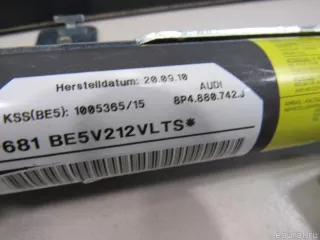 Herstelldatum: 20.09.10
AUDI
KSS(BE5): 1005365/15
8P4.880.742.J
681 BE5V212VLTS*